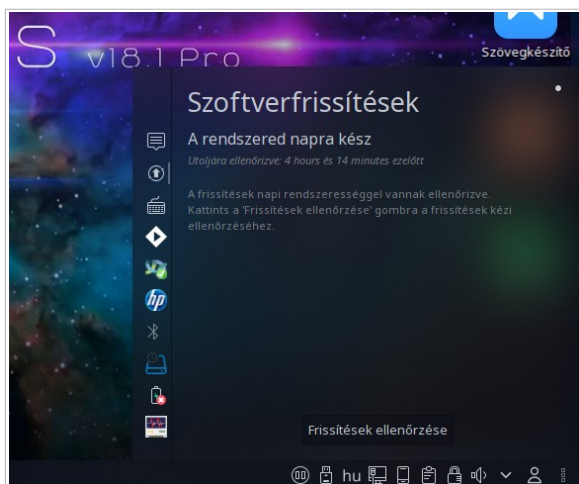 S v18.1 Pro
Szövegkészítő
Szoftverfrissítések
A rendszered napra kész
Utoljára ellenőrizve: 4 hours és 14 minutes ezelőtt
A frissítések napi rendszerességgel vannak ellenőrizve.
Kattints a 'Frissítések ellenőrzése' gombra a frissítések kézi
ellenőrzéséhez.
hp
Frissítések ellenőrzése
hu